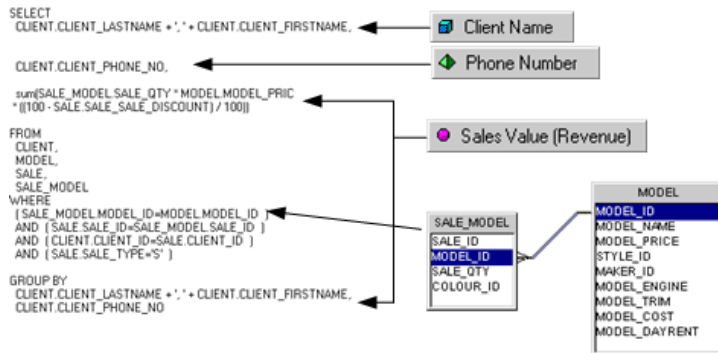 SELECT
CLIENT.CLIENT_LASTNAME + ', ' + CLIENT.CLIENT_FIRSTNAME,
Client Name
CLIENT.CLIENT_PHONE_NO,
Phone Number
sum(SALE_MODEL.SALE_QTY * MODEL.MODEL_PRIC
* ((100 - SALE.SALE_SALE_DISCOUNT) / 100))
Sales Value (Revenue)
FROM
CLIENT,
MODEL,
SALE,
SALE_MODEL
WHERE
( SALE_MODEL.MODEL_ID=MODEL.MODEL_ID )
AND ( SALE.SALE_ID=SALE_MODEL.SALE_ID )
AND ( CLIENT.CLIENT_ID=SALE.CLIENT_ID )
AND ( SALE.SALE_TYPE='S' )
GROUP BY
CLIENT.CLIENT_LASTNAME + ', ' + CLIENT.CLIENT_FIRSTNAME,
CLIENT.CLIENT_PHONE_NO
SALE_MODEL
SALE_ID
MODEL_ID
SALE_QTY
COLOUR_ID
MODEL
MODEL_ID
MODEL_NAME
MODEL_PRICE
STYLE_ID
MAKER_ID
MODEL_ENGINE
MODEL_TRIM
MODEL_COST
MODEL_DAYRENT